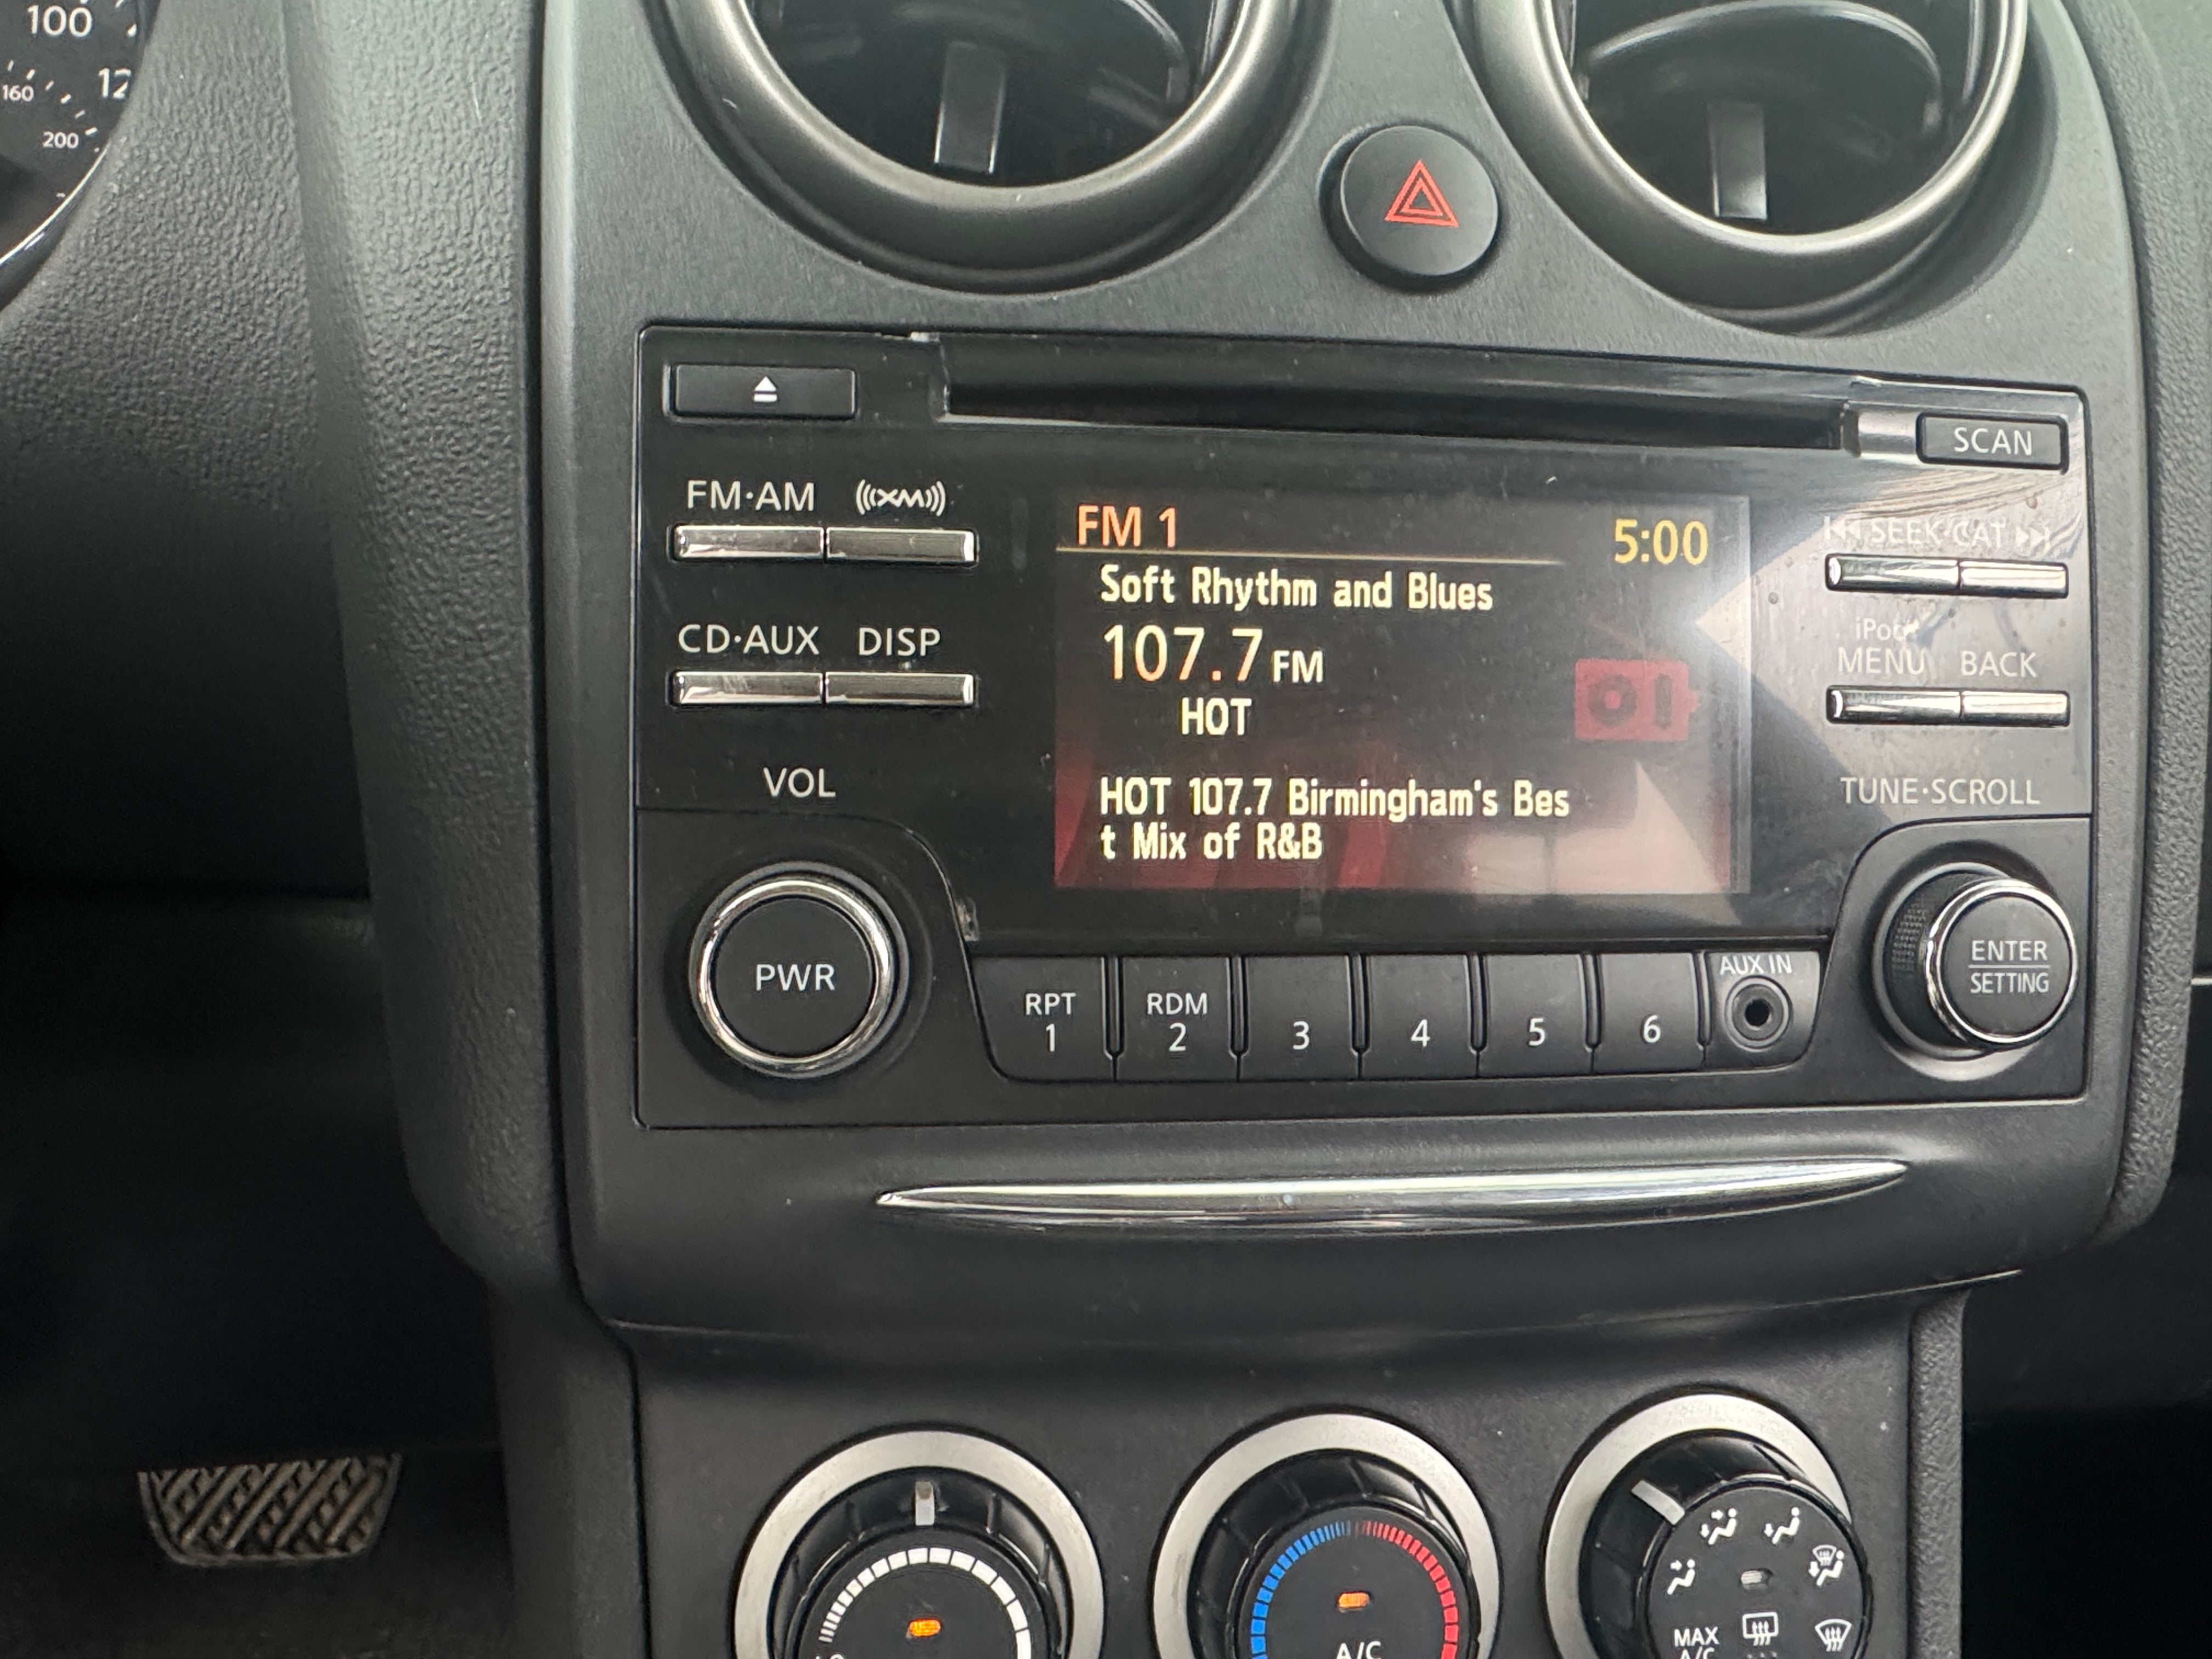 100
12
160
200
SCAN
FM·AM
((XM))
FM 1
5:00
SEEK·CAT
Soft Rhythm and Blues
CD·AUX
DISP
107.7 FM
iPod
MENU
BACK
HOT
VOL
HOT 107.7 Birmingham's Bes
t Mix of R&B
TUNE·SCROLL
PWR
ENTER
SETTING
AUX IN
RPT
1
RDM
2
3
4
5
6
A/C
MAX
A/C